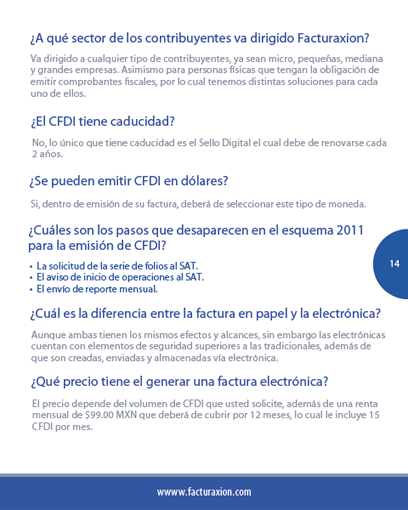 ¿A qué sector de los contribuyentes va dirigido Facturaxion?
Va dirigido a cualquier tipo de contribuyentes, ya sean micro, pequeñas, mediana
y grandes empresas. Asimismo para personas físicas que tengan la obligación de
emitir comprobantes fiscales, por lo cual tenemos distintas soluciones para cada
uno de ellos.
¿El CFDI tiene caducidad?
No, lo único que tiene caducidad es el Sello Digital el cual debe de renovarse cada
2 años.
¿Se pueden emitir CFDI en dólares?
Si, dentro de emisión de su factura, deberá de seleccionar este tipo de moneda.
¿Cuáles son los pasos que desaparecen en el esquema 2011
para la emisión de CFDI?
• La solicitud de la serie de folios al SAT.
• El aviso de inicio de operaciones al SAT.
• El envío de reporte mensual.
14
¿Cuál es la diferencia entre la factura en papel y la electrónica?
Aunque ambas tienen los mismos efectos y alcances, sin embargo las electrónicas
cuentan con elementos de seguridad superiores a las tradicionales, además de
que son creadas, enviadas y almacenadas vía electrónica.
¿Qué precio tiene el generar una factura electrónica?
El precio depende del volumen de CFDI que usted solicite, además de una renta
mensual de $99.00 MXN que deberá de cubrir por 12 meses, lo cual le incluye 15
CFDI por mes.
www.facturaxion.com